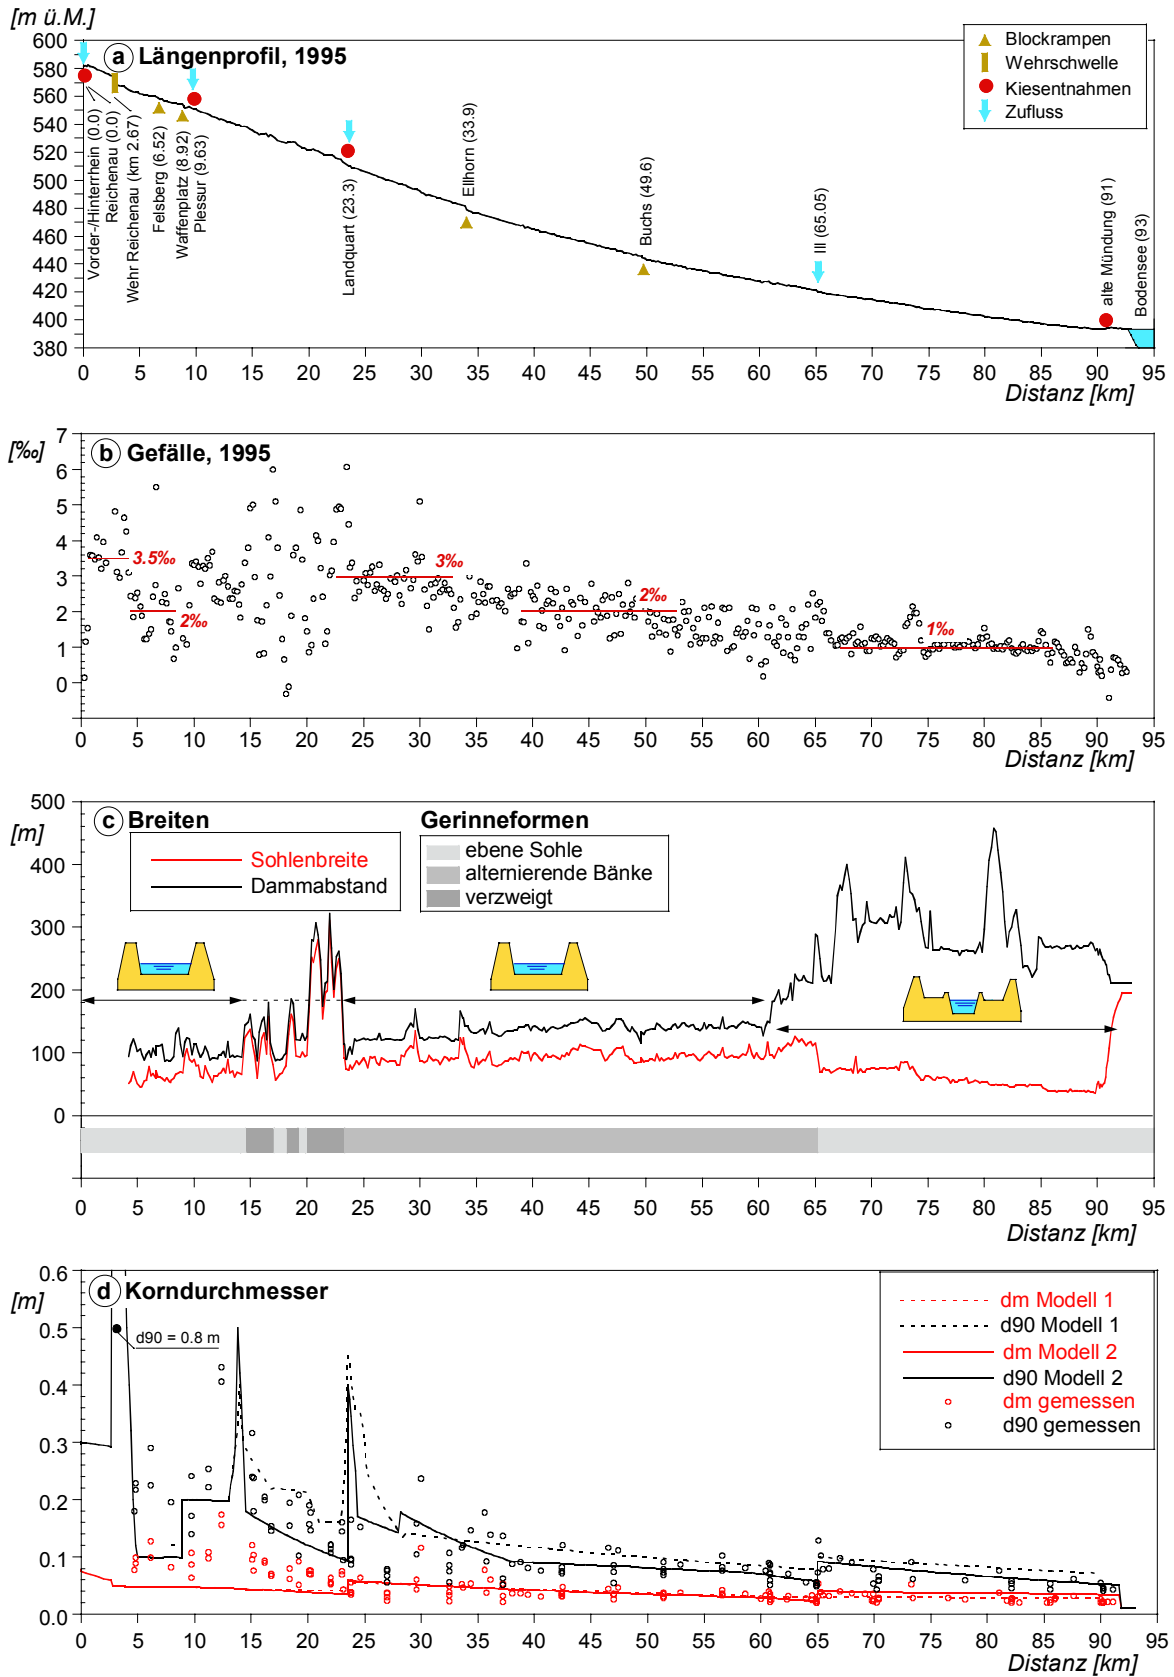 [m ü.M.]
600
580
560
540
520
500
480
460
440
420
400
380
a Längenprofil, 1995
Blockrampen
Wehrschwelle
Kiesentnahmen
Zufluss
Vorder-/Hinterrhein (0.0)
Reichenau (0.0)
Wehr Reichenau (km 2.67)
Felsberg (6.52)
Waffenplatz (8.92)
Plessur (9.63)
Landquart (23.3)
Ellhorn (33.9)
Buchs (49.6)
Ill (65.05)
alte Mündung (91)
Bodensee (93)
0 5 10 15 20 25 30 35 40 45 50 55 60 65 70 75 80 85 90 95
Distanz [km]
[‰]
7
6
5
4
3
2
1
0
b Gefälle, 1995
3.5‰
2‰
3‰
2‰
1‰
0 5 10 15 20 25 30 35 40 45 50 55 60 65 70 75 80 85 90 95
Distanz [km]
[m]
500
400
300
200
100
0
c Breiten
Sohlenbreite
Dammabstand
Gerinneformen
ebene Sohle
alternierende Bänke
verzweigt
0 5 10 15 20 25 30 35 40 45 50 55 60 65 70 75 80 85 90 95
Distanz [km]
[m]
0.6
0.5
0.4
0.3
0.2
0.1
0.0
d Korndurchmesser
d90 = 0.8 m
dm Modell 1
d90 Modell 1
dm Modell 2
d90 Modell 2
dm gemessen
d90 gemessen
0 5 10 15 20 25 30 35 40 45 50 55 60 65 70 75 80 85 90 95
Distanz [km]